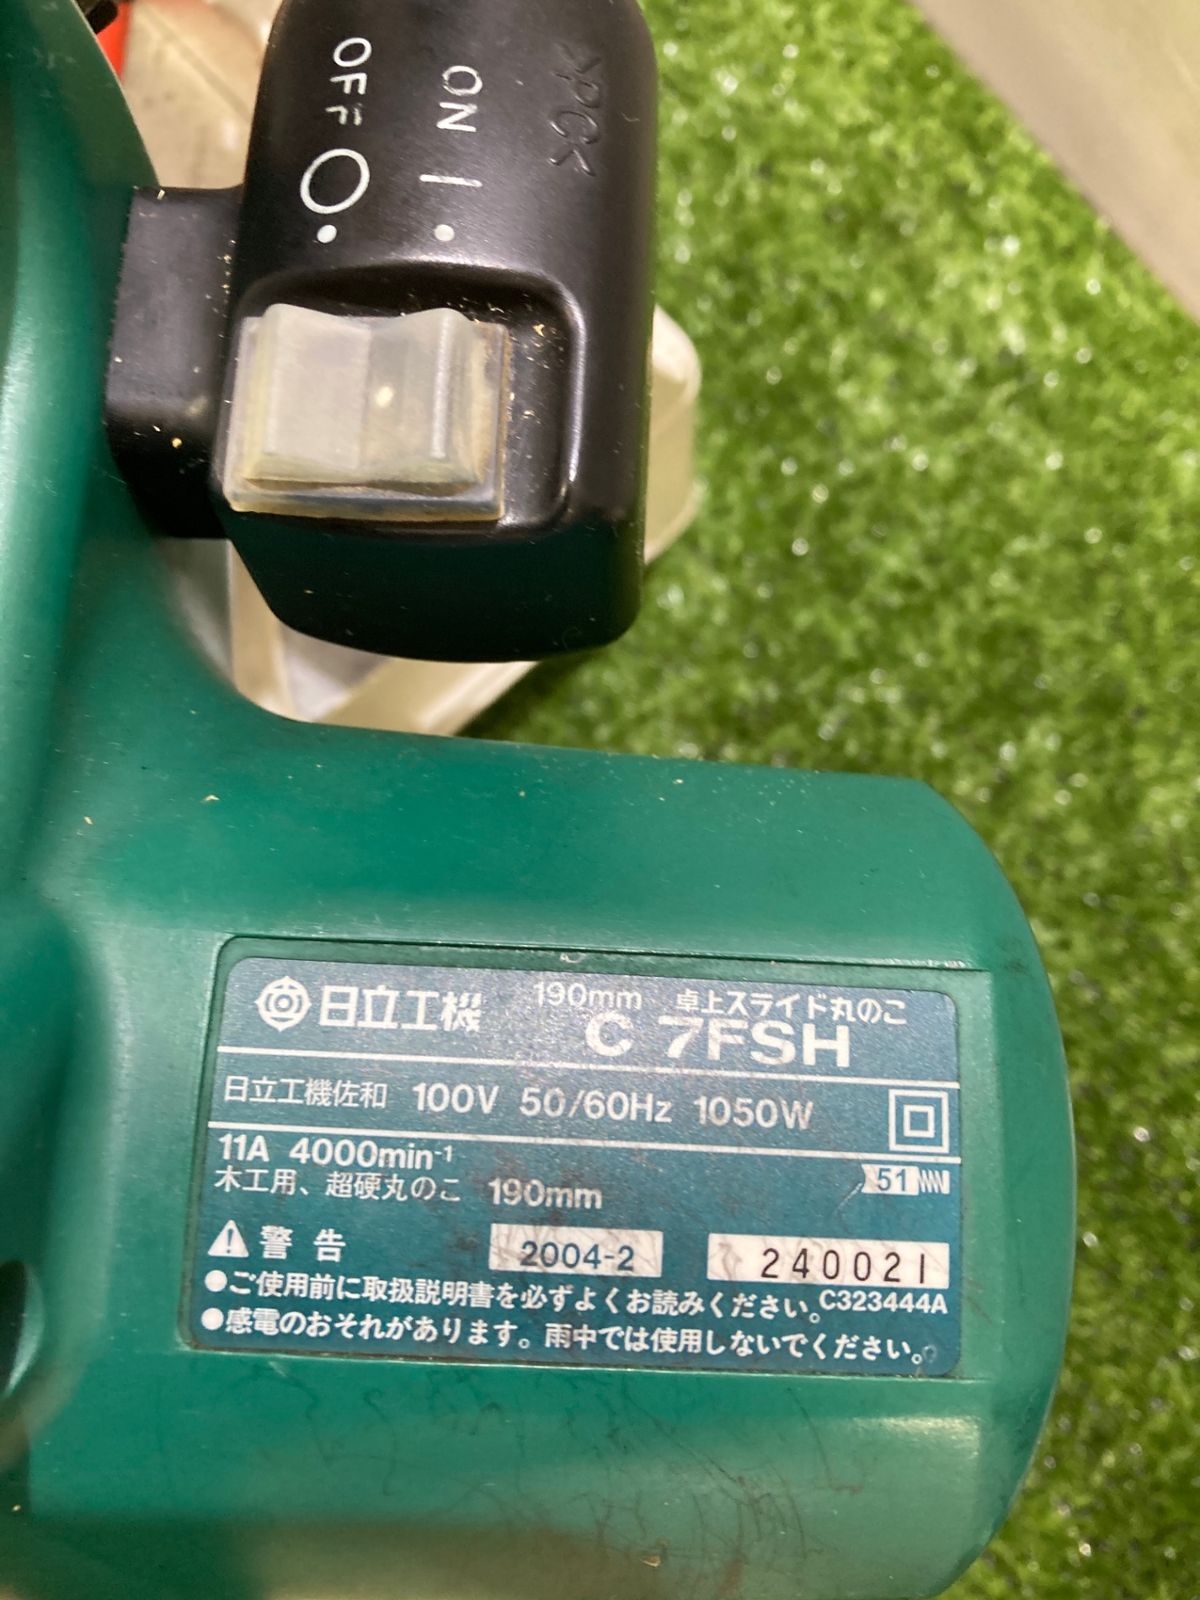 OFF
ON
>PC<
日立工機 190mm 卓上スライド丸のこ
C 7FSH
日立工機佐和 100V 50/60Hz 1050W
11A 4000min-1
木工用、超硬丸のこ 190mm
51
警告 2004-2 240021
●ご使用前に取扱説明書を必ずよくお読みください。 C323444A
●感電のおそれがあります。雨中では使用しないでください。